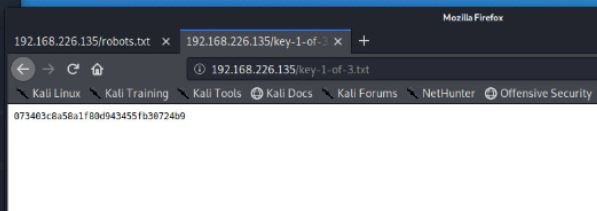 Mozilla Firefox
192.168.226.135/robots.txt × 192.168.226.135/key-1-of-3 × +
192.168.226.135/key-1-of-3.txt
Kali Linux Kali Training Kali Tools Kali Docs Kali Forums NetHunter Offensive Security
073403c8a58a1f80d943455fb30724b9